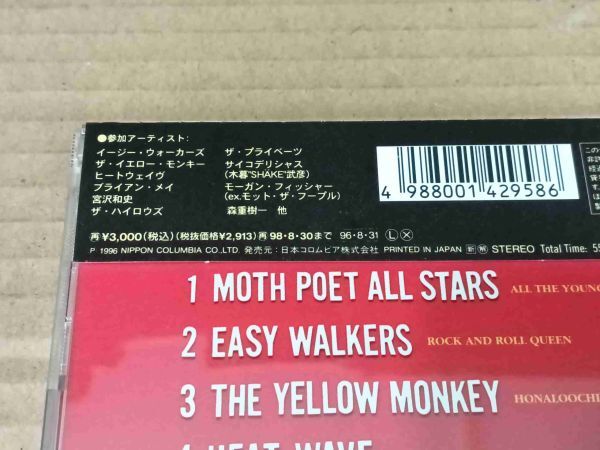 ●参加アーティスト:
イージー・ウォーカーズ
ザ・イエロー・モンキー
ヒートウェイヴ
ブライアン・メイ
宮沢和史
ザ・ハイロウズ
ザ・プライベーツ
サイコデリシャス
(木暮"SHAKE"武彦)
モーガン・フィッシャー
(ex.モット・ザ・フープル)
森重樹一 他
4 988001 429586
再¥3,000(税込)(税抜価格¥2,913)再98・8・30まで 96・8・31 Ⓛ Ⓧ
P 1996 NIPPON COLUMBIA CO.,LTD. 発売元:日本コロムビア株式会社 PRINTED IN JAPAN STEREO Total Time: 55
1 MOTH POET ALL STARS ALL THE YOUNG
2 EASY WALKERS ROCK AND ROLL QUEEN
3 THE YELLOW MONKEY HONALOOCHI
4 HEAT WAVE